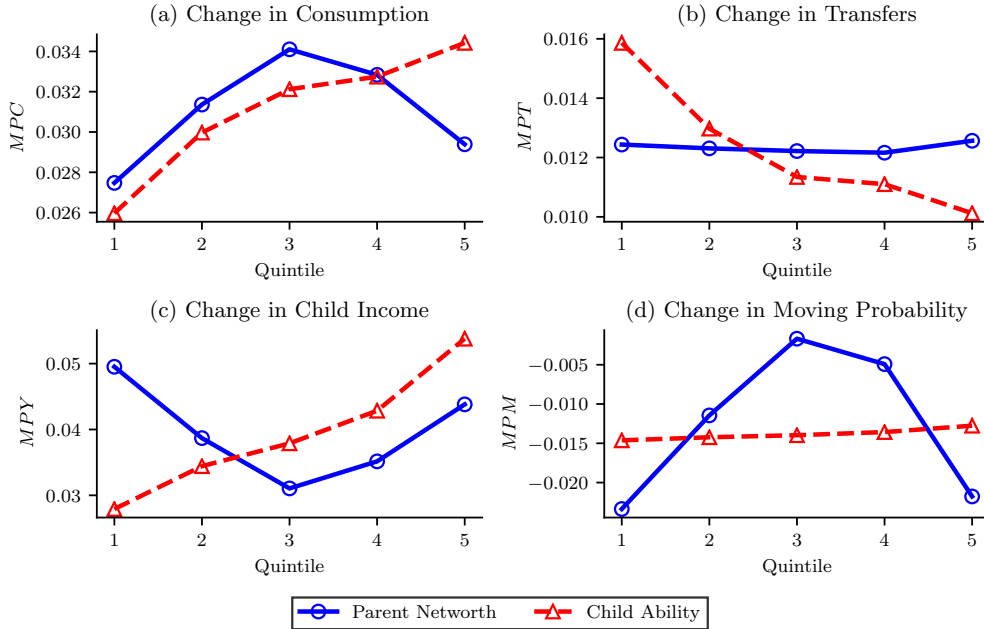 (a) Change in Consumption
0.034
0.032
0.030
0.028
0.026
MPC
1 2 3 4 5
Quintile
(b) Change in Transfers
0.016
0.014
0.012
0.010
MPT
1 2 3 4 5
Quintile
(c) Change in Child Income
0.05
0.04
0.03
MPY
1 2 3 4 5
Quintile
(d) Change in Moving Probability
−0.005
−0.010
−0.015
−0.020
MPM
1 2 3 4 5
Quintile
Parent Networth Child Ability